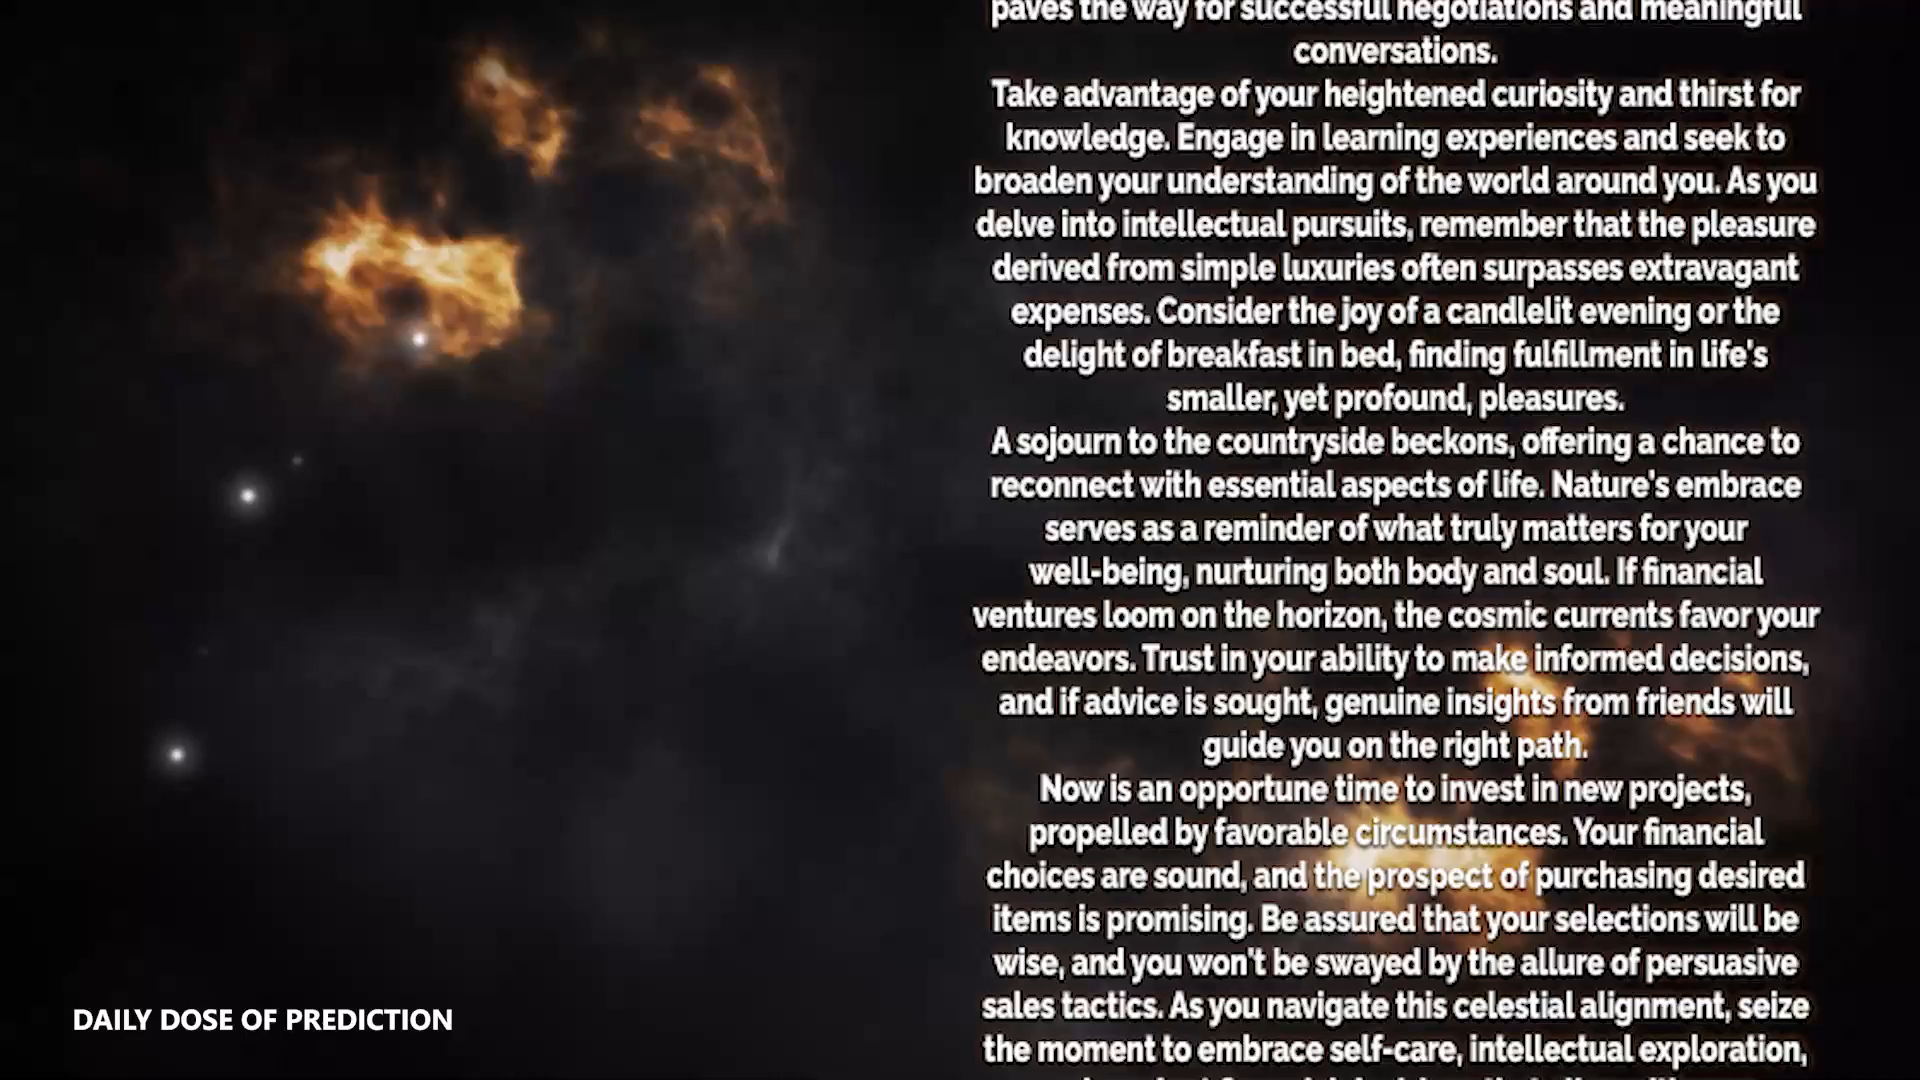 paves the way for successful negotiations and meaningful
conversations.
Take advantage of your heightened curiosity and thirst for
knowledge. Engage in learning experiences and seek to
broaden your understanding of the world around you. As you
delve into intellectual pursuits, remember that the pleasure
derived from simple luxuries often surpasses extravagant
expenses. Consider the joy of a candlelit evening or the
delight of breakfast in bed, finding fulfillment in life's
smaller, yet profound, pleasures.
A sojourn to the countryside beckons, offering a chance to
reconnect with essential aspects of life. Nature's embrace
serves as a reminder of what truly matters for your
well-being, nurturing both body and soul. If financial
ventures loom on the horizon, the cosmic currents favor your
endeavors. Trust in your ability to make informed decisions,
and if advice is sought, genuine insights from friends will
guide you on the right path.
Now is an opportune time to invest in new projects,
propelled by favorable circumstances. Your financial
choices are sound, and the prospect of purchasing desired
items is promising. Be assured that your selections will be
wise, and you won't be swayed by the allure of persuasive
sales tactics. As you navigate this celestial alignment, seize
the moment to embrace self-care, intellectual exploration,
DAILY DOSE OF PREDICTION